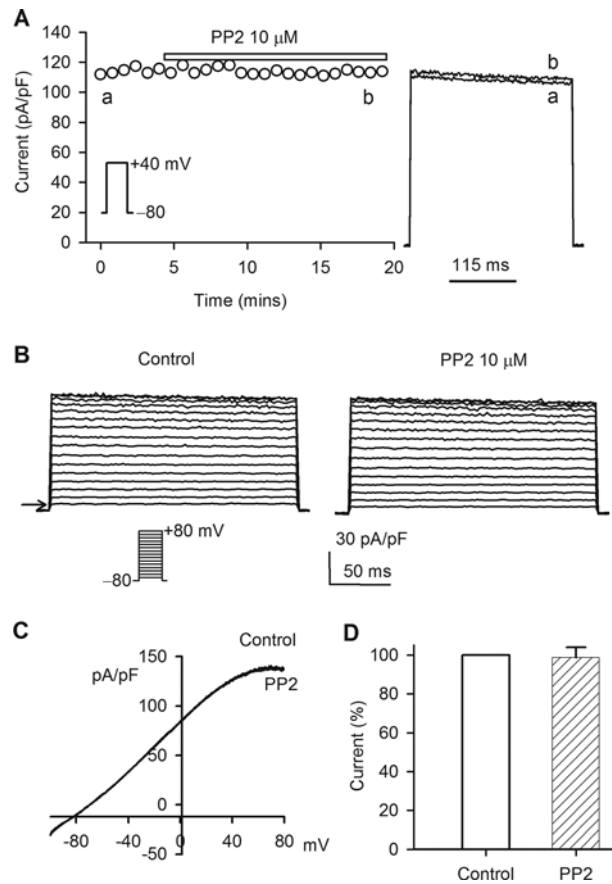 A
PP2 10 μM
Current (pA/pF)
140
120
100
80
60
40
20
0
a
b
+40 mV
−80
0
5
10
15
20
Time (mins)
b
a
115 ms
B
Control
PP2 10 μM
+80 mV
−80
30 pA/pF
50 ms
C
Control
pA/pF
PP2
150
100
50
0
-50
-80
-40
0
40
80
mV
D
Current (%)
100
80
60
40
20
0
Control
PP2